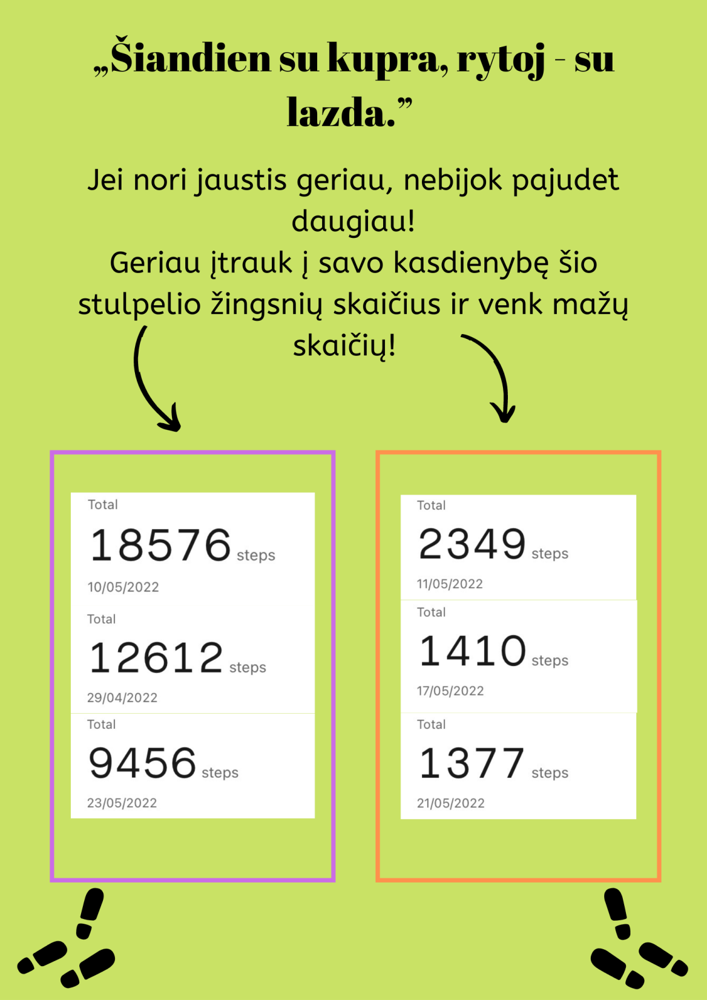 „Šiandien su kupra, rytoj - su
lazda.”
Jei nori jaustis geriau, nebijok pajudėt
daugiau!
Geriau įtrauk į savo kasdienybę šio
stulpelio žingsnių skaičius ir venk mažų
skaičių!
Total
18576 steps
10/05/2022
Total
12612 steps
29/04/2022
Total
9456 steps
23/05/2022
Total
2349 steps
11/05/2022
Total
1410 steps
17/05/2022
Total
1377 steps
21/05/2022